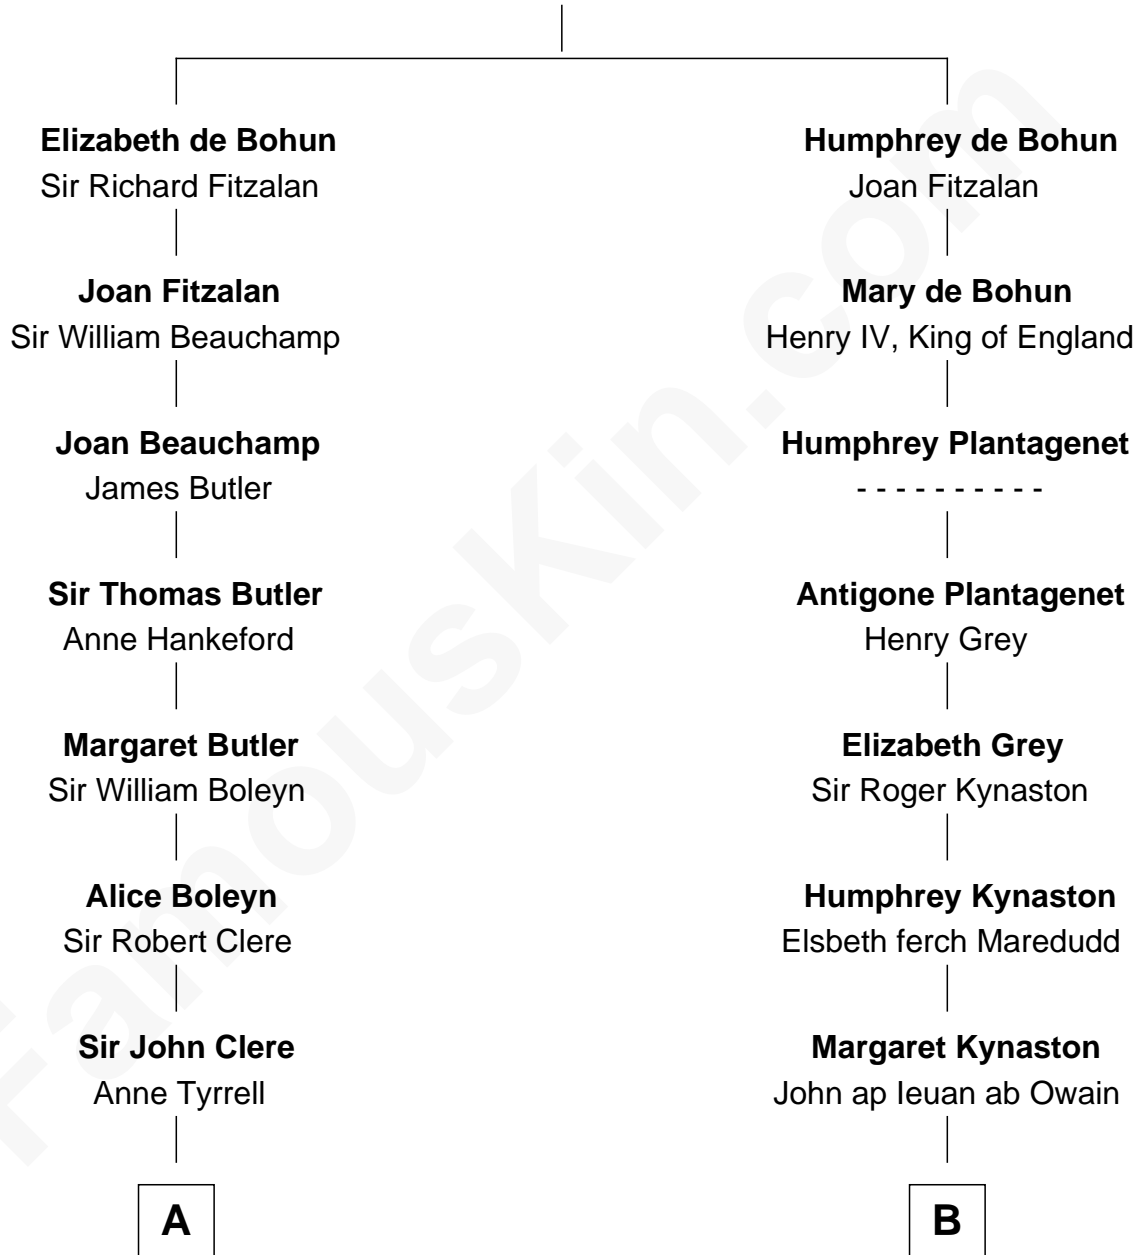 Elizabeth de Bohun
Sir Richard Fitzalan
Joan Fitzalan
Sir William Beauchamp
Joan Beauchamp
James Butler
Sir Thomas Butler
Anne Hankeford
Margaret Butler
Sir William Boleyn
Alice Boleyn
Sir Robert Clere
Sir John Clere
Anne Tyrrell
A
Humphrey de Bohun
Joan Fitzalan
Mary de Bohun
Henry IV, King of England
Humphrey Plantagenet
- - - - - - - - - -
Antigone Plantagenet
Henry Grey
Elizabeth Grey
Sir Roger Kynaston
Humphrey Kynaston
Elsbeth ferch Maredudd
Margaret Kynaston
John ap Ieuan ab Owain
B
FamousKin.com